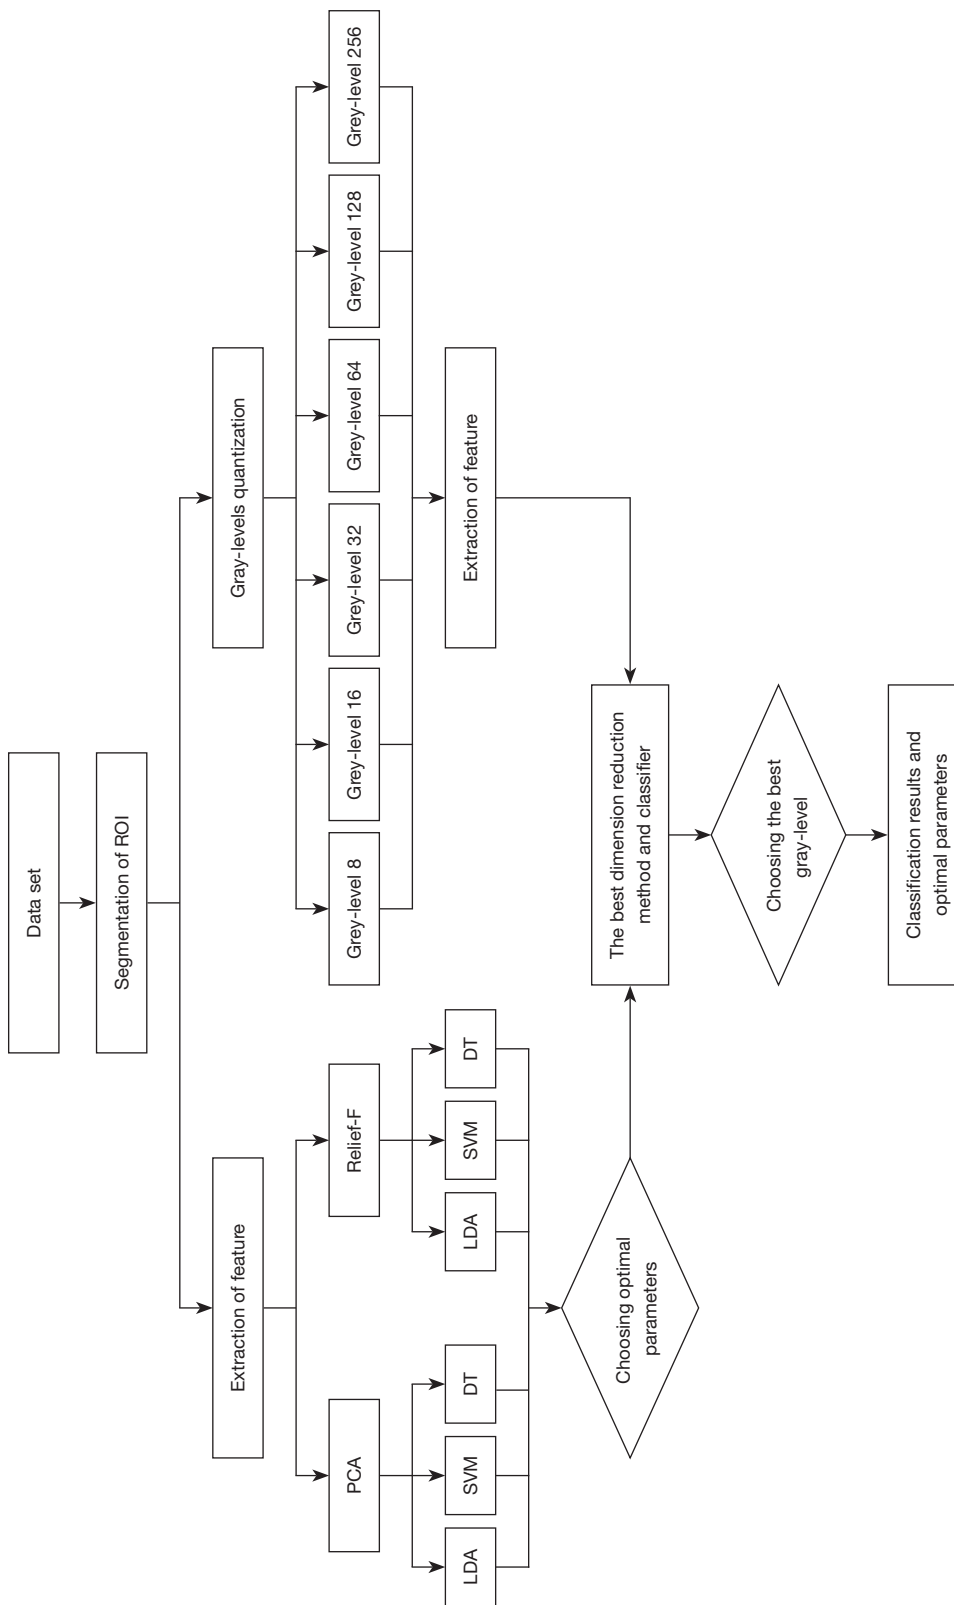 Data set
Segmentation of ROI
Extraction of feature
Gray-levels quantization
PCA
Relief-F
Grey-level 8
Grey-level 16
Grey-level 32
Grey-level 64
Grey-level 128
Grey-level 256
LDA
SVM
DT
LDA
SVM
DT
Extraction of feature
Choosing optimal
parameters
The best dimension reduction
method and classifier
Choosing the best
gray-level
Classification results and
optimal parameters